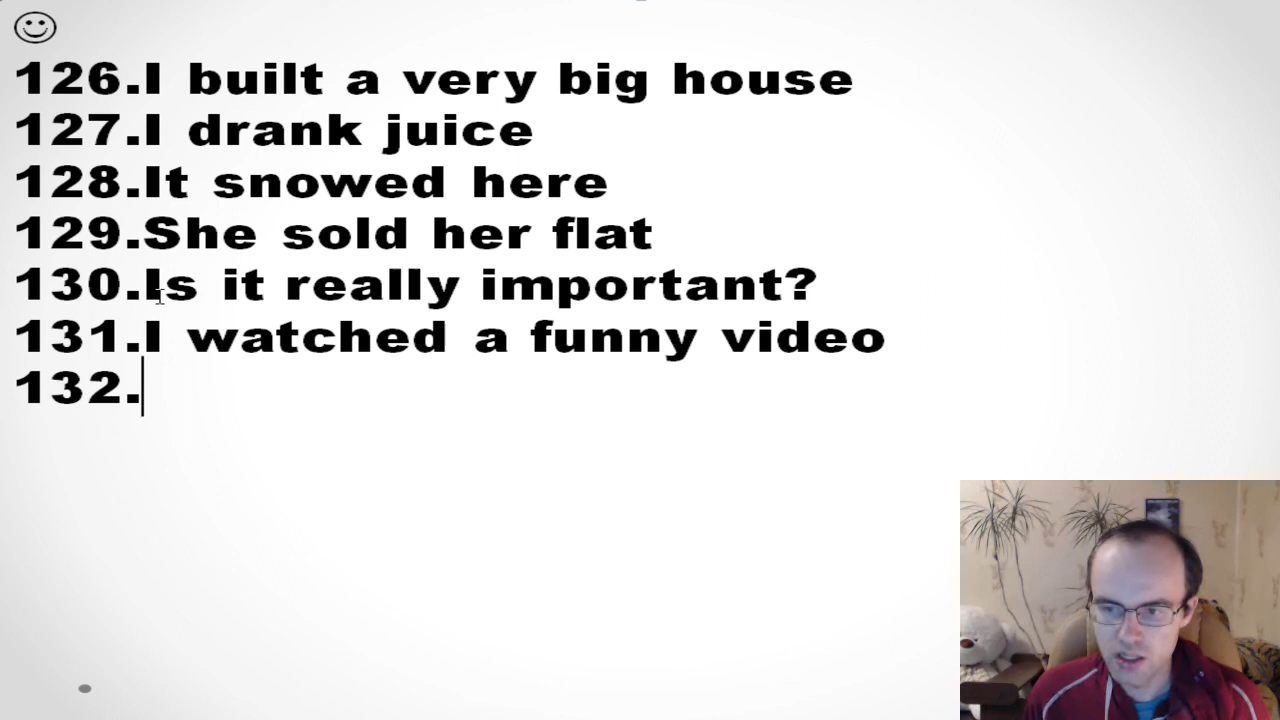 126.I built a very big house
127.I drank juice
128.It snowed here
129.She sold her flat
130.Is it really important?
131.I watched a funny video
132.